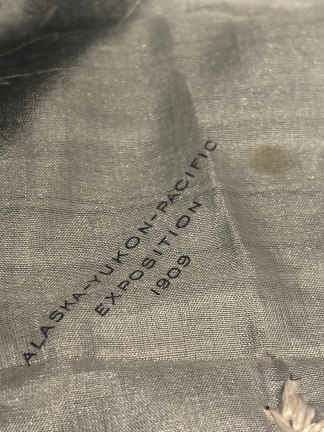 ALASKA-YUKON-PACIFIC
EXPOSITION
1909